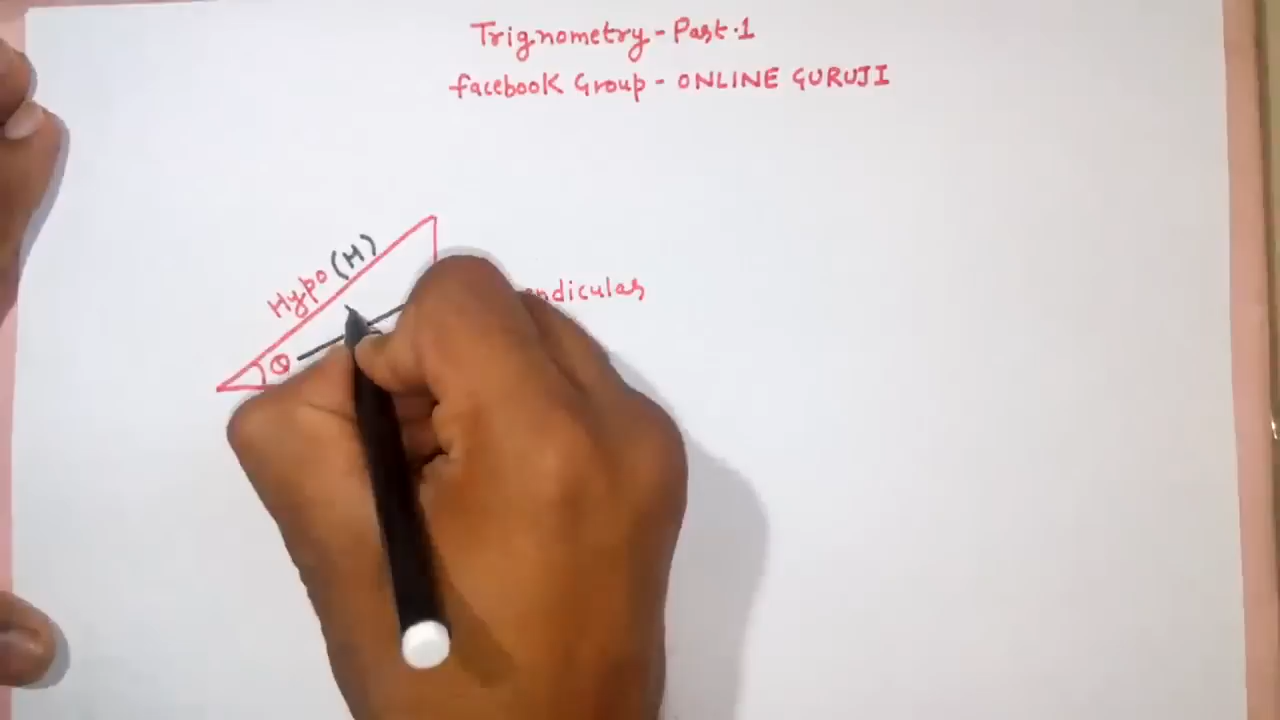 Trignometry - Part.1
facebook Group - ONLINE GURUJI
Hypo (H)
θ